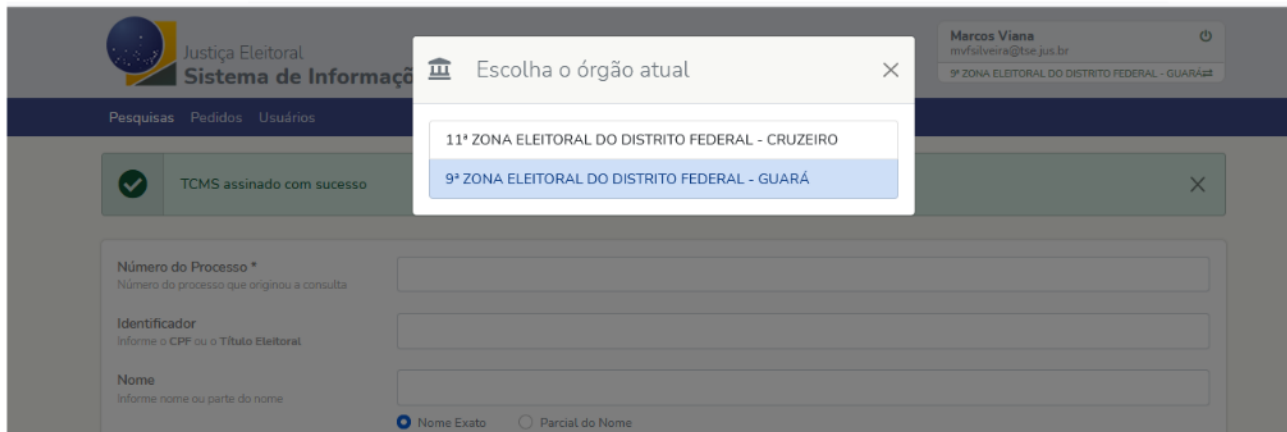 Justiça Eleitoral
Sistema de Informaçõ
Marcos Viana
mvfsilveira@tse.jus.br
9ª ZONA ELEITORAL DO DISTRITO FEDERAL - GUARÁ
Escolha o órgão atual
Pesquisas Pedidos Usuários
11ª ZONA ELEITORAL DO DISTRITO FEDERAL - CRUZEIRO
9ª ZONA ELEITORAL DO DISTRITO FEDERAL - GUARÁ
TCMS assinado com sucesso
Número do Processo *
Número do processo que originou a consulta
Identificador
Informe o CPF ou o Título Eleitoral
Nome
Informe nome ou parte do nome
Nome Exato Parcial do Nome